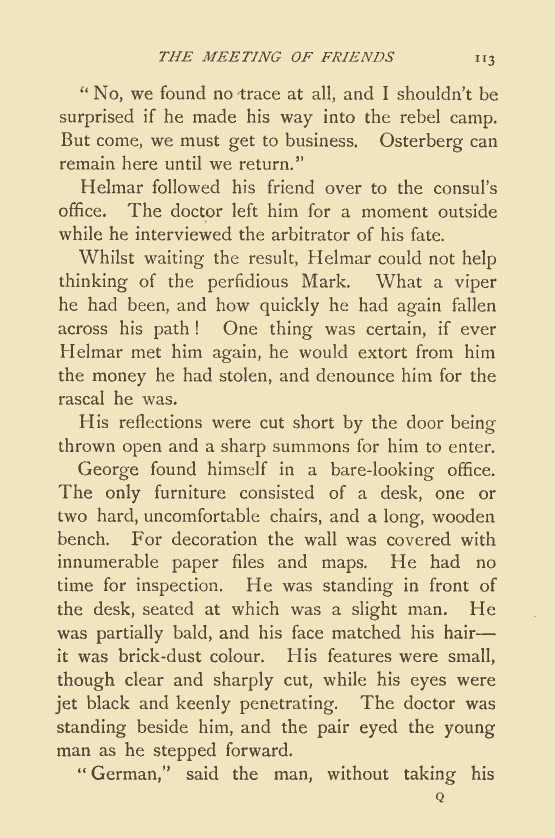 THE MEETING OF FRIENDS 113
“ No, we found no trace at all, and I shouldn’t be
surprised if he made his way into the rebel camp.
But come, we must get to business. Osterberg can
remain here until we return.”
Helmar followed his friend over to the consul’s
office. The doctor left him for a moment outside
while he interviewed the arbitrator of his fate.
Whilst waiting the result, Helmar could not help
thinking of the perfidious Mark. What a viper
he had been, and how quickly he had again fallen
across his path ! One thing was certain, if ever
Helmar met him again, he would extort from him
the money he had stolen, and denounce him for the
rascal he was.
His reflections were cut short by the door being
thrown open and a sharp summons for him to enter.
George found himself in a bare-looking office.
The only furniture consisted of a desk, one or
two hard, uncomfortable chairs, and a long, wooden
bench. For decoration the wall was covered with
innumerable paper files and maps. He had no
time for inspection. He was standing in front of
the desk, seated at which was a slight man. He
was partially bald, and his face matched his hair—
it was brick-dust colour. His features were small,
though clear and sharply cut, while his eyes were
jet black and keenly penetrating. The doctor was
standing beside him, and the pair eyed the young
man as he stepped forward.
“ German,” said the man, without taking his
Q